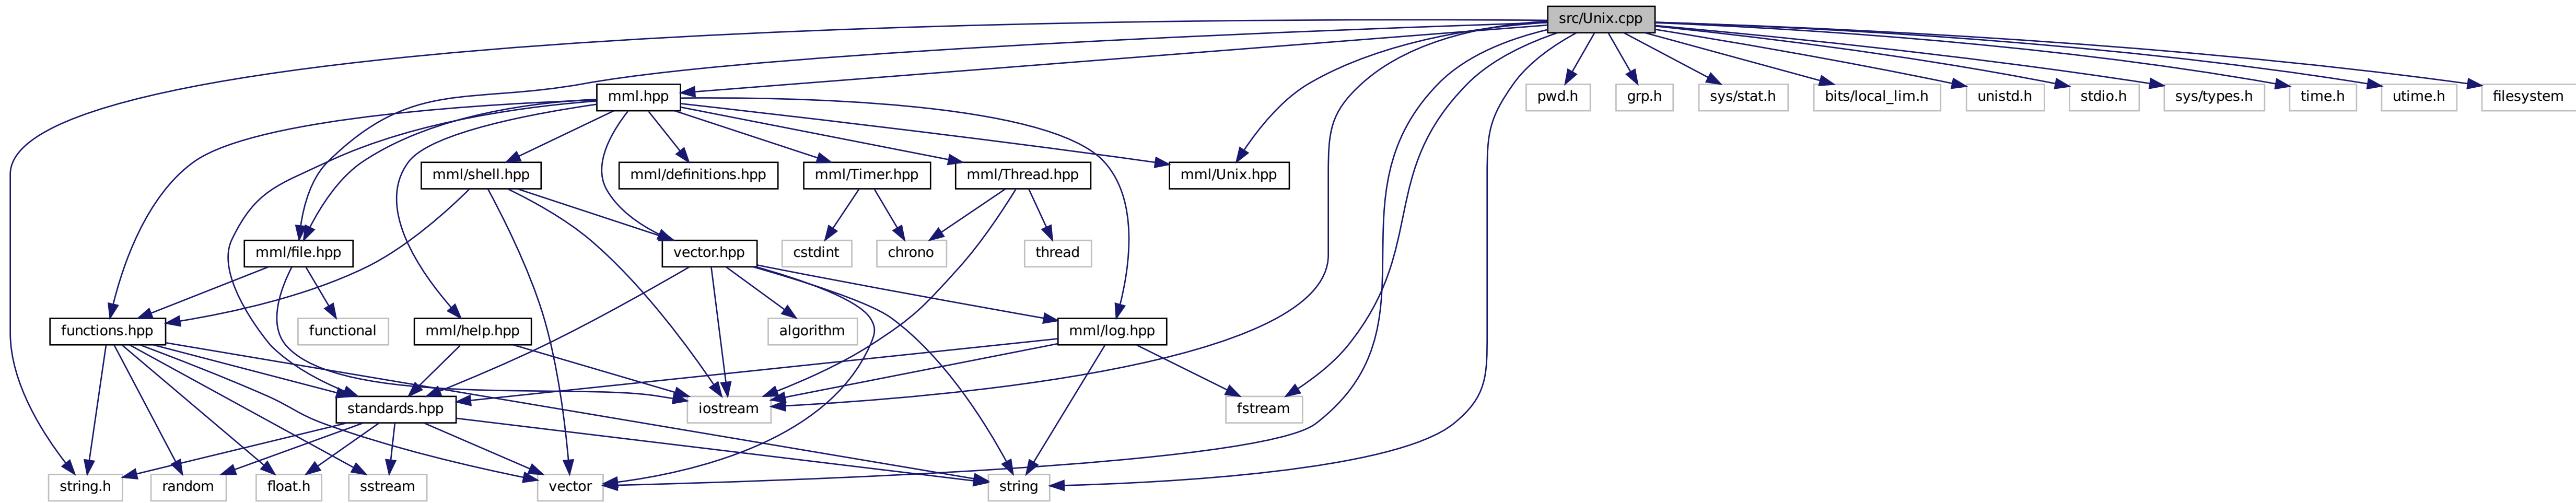 src/Unix.cpp
mml.hpp
pwd.h
grp.h
sys/stat.h
bits/local_lim.h
unistd.h
stdio.h
sys/types.h
time.h
utime.h
filesystem
mml/shell.hpp
mml/definitions.hpp
mml/Timer.hpp
mml/Thread.hpp
mml/Unix.hpp
mml/file.hpp
vector.hpp
cstdint
chrono
thread
functions.hpp
functional
mml/help.hpp
algorithm
mml/log.hpp
standards.hpp
iostream
fstream
string.h
random
float.h
sstream
vector
string